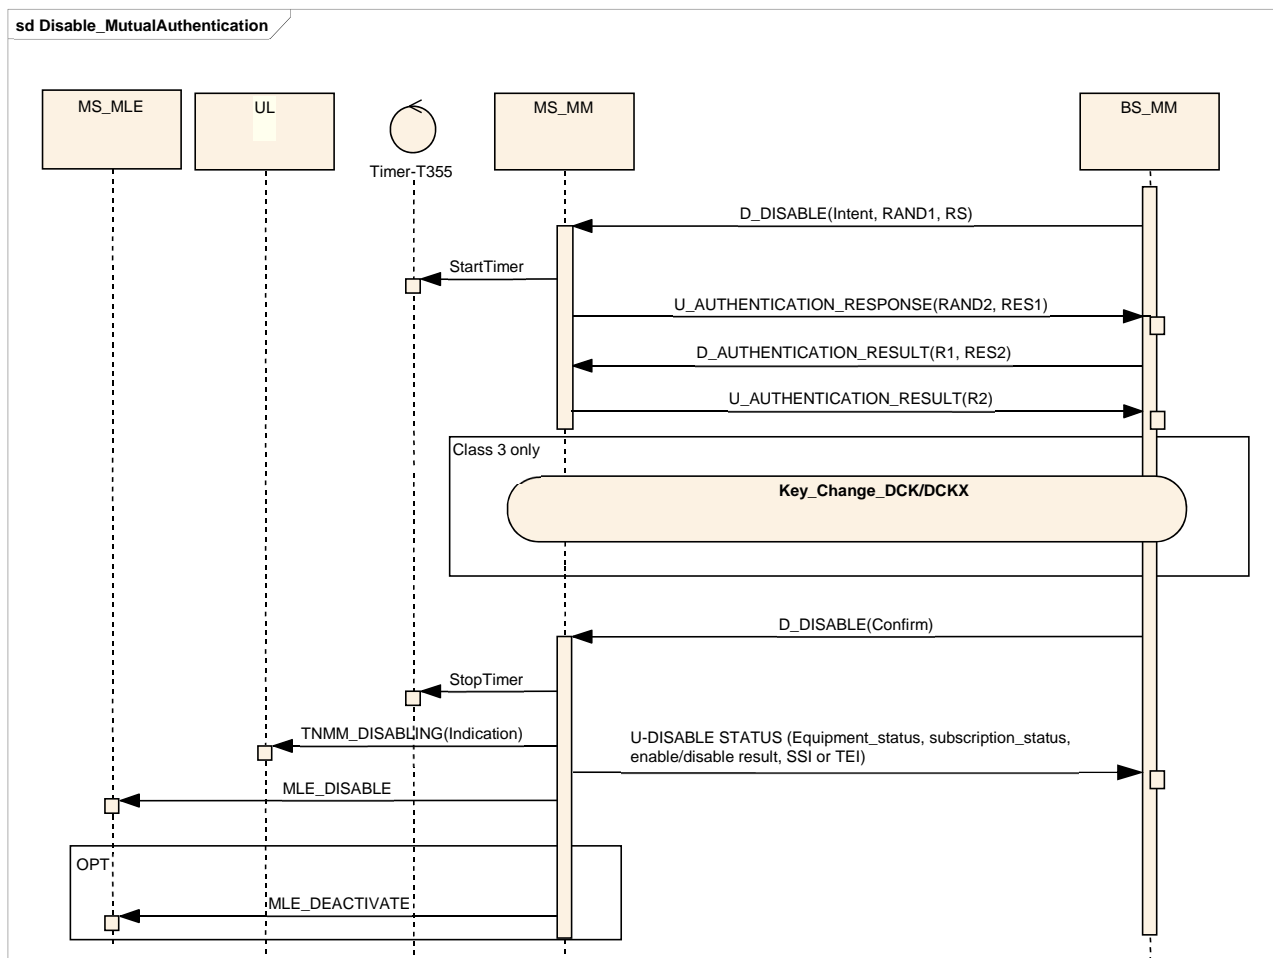 sd Disable_MutualAuthentication
MS_MLE
UL
MS_MM
BS_MM
Timer-T355
D_DISABLE(Intent, RAND1, RS)
StartTimer
U_AUTHENTICATION_RESPONSE(RAND2, RES1)
D_AUTHENTICATION_RESULT(R1, RES2)
U_AUTHENTICATION_RESULT(R2)
Class 3 only
Key_Change_DCK/DCKX
D_DISABLE(Confirm)
StopTimer
TNMM_DISABLING(Indication)
U-DISABLE STATUS (Equipment_status, subscription_status,
enable/disable result, SSI or TEI)
MLE_DISABLE
OPT
MLE_DEACTIVATE